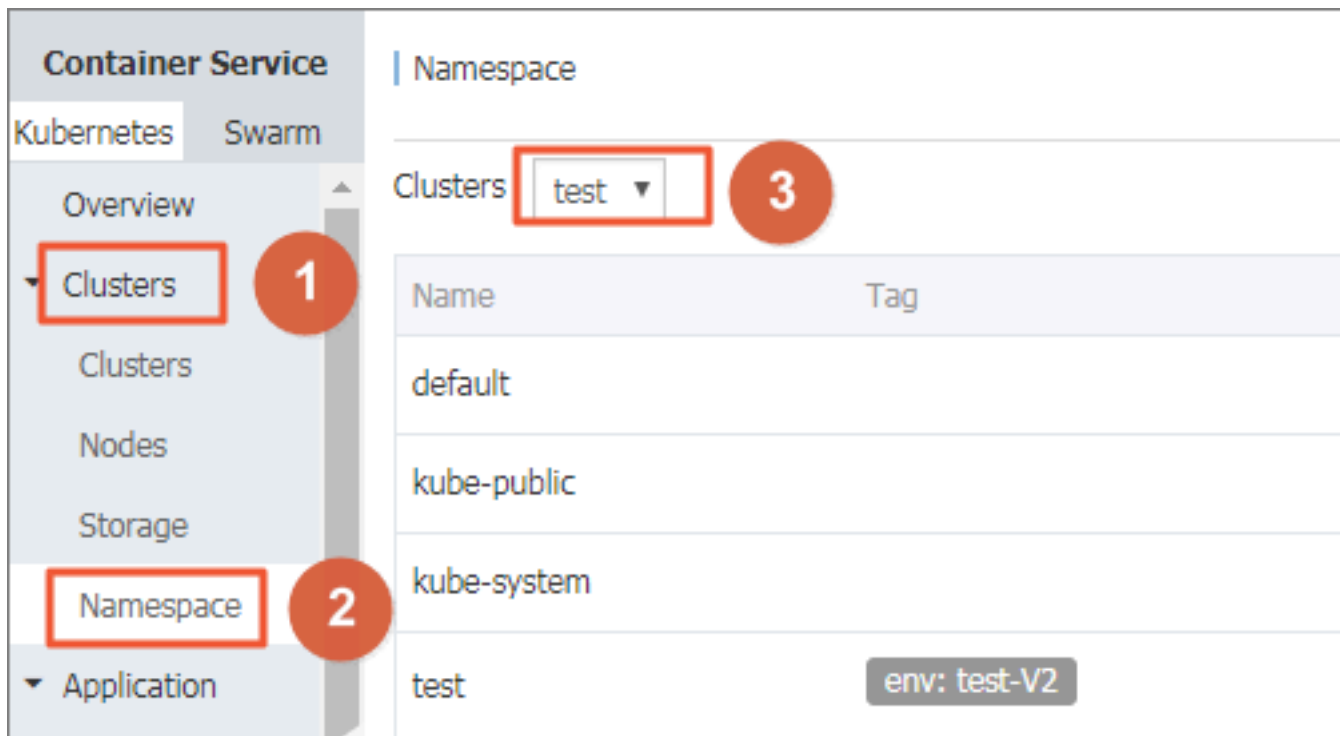 Container Service
Kubernetes Swarm
Overview
Clusters
1
Clusters
Nodes
Storage
Namespace
2
Application
Namespace
Clusters test
3
Name Tag
default
kube-public
kube-system
test env: test-V2